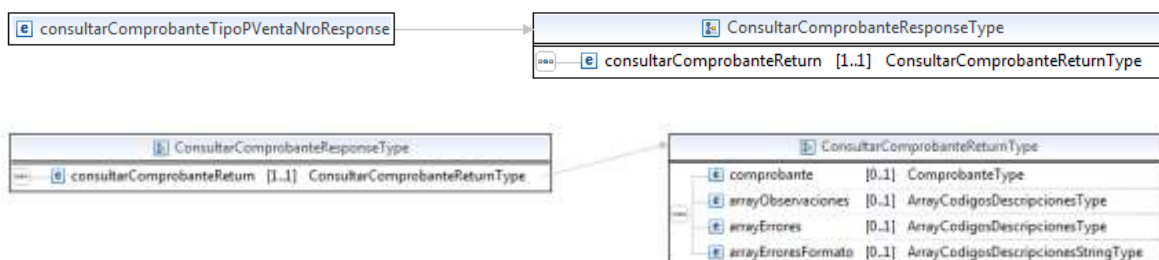 consultarComprobanteTipoPVentaNroResponse
ConsultarComprobanteResponseType
consultarComprobanteReturn [1..1] ConsultarComprobanteReturnType
ConsultarComprobanteResponseType
consultarComprobanteReturn [1..1] ConsultarComprobanteReturnType
ConsultarComprobanteReturnType
comprobante [0..1] ComprobanteType
arrayObservaciones [0..1] ArrayCodigosDescripcionesType
arrayErrores [0..1] ArrayCodigosDescripcionesType
arrayErroresFormato [0..1] ArrayCodigosDescripcionesStringType